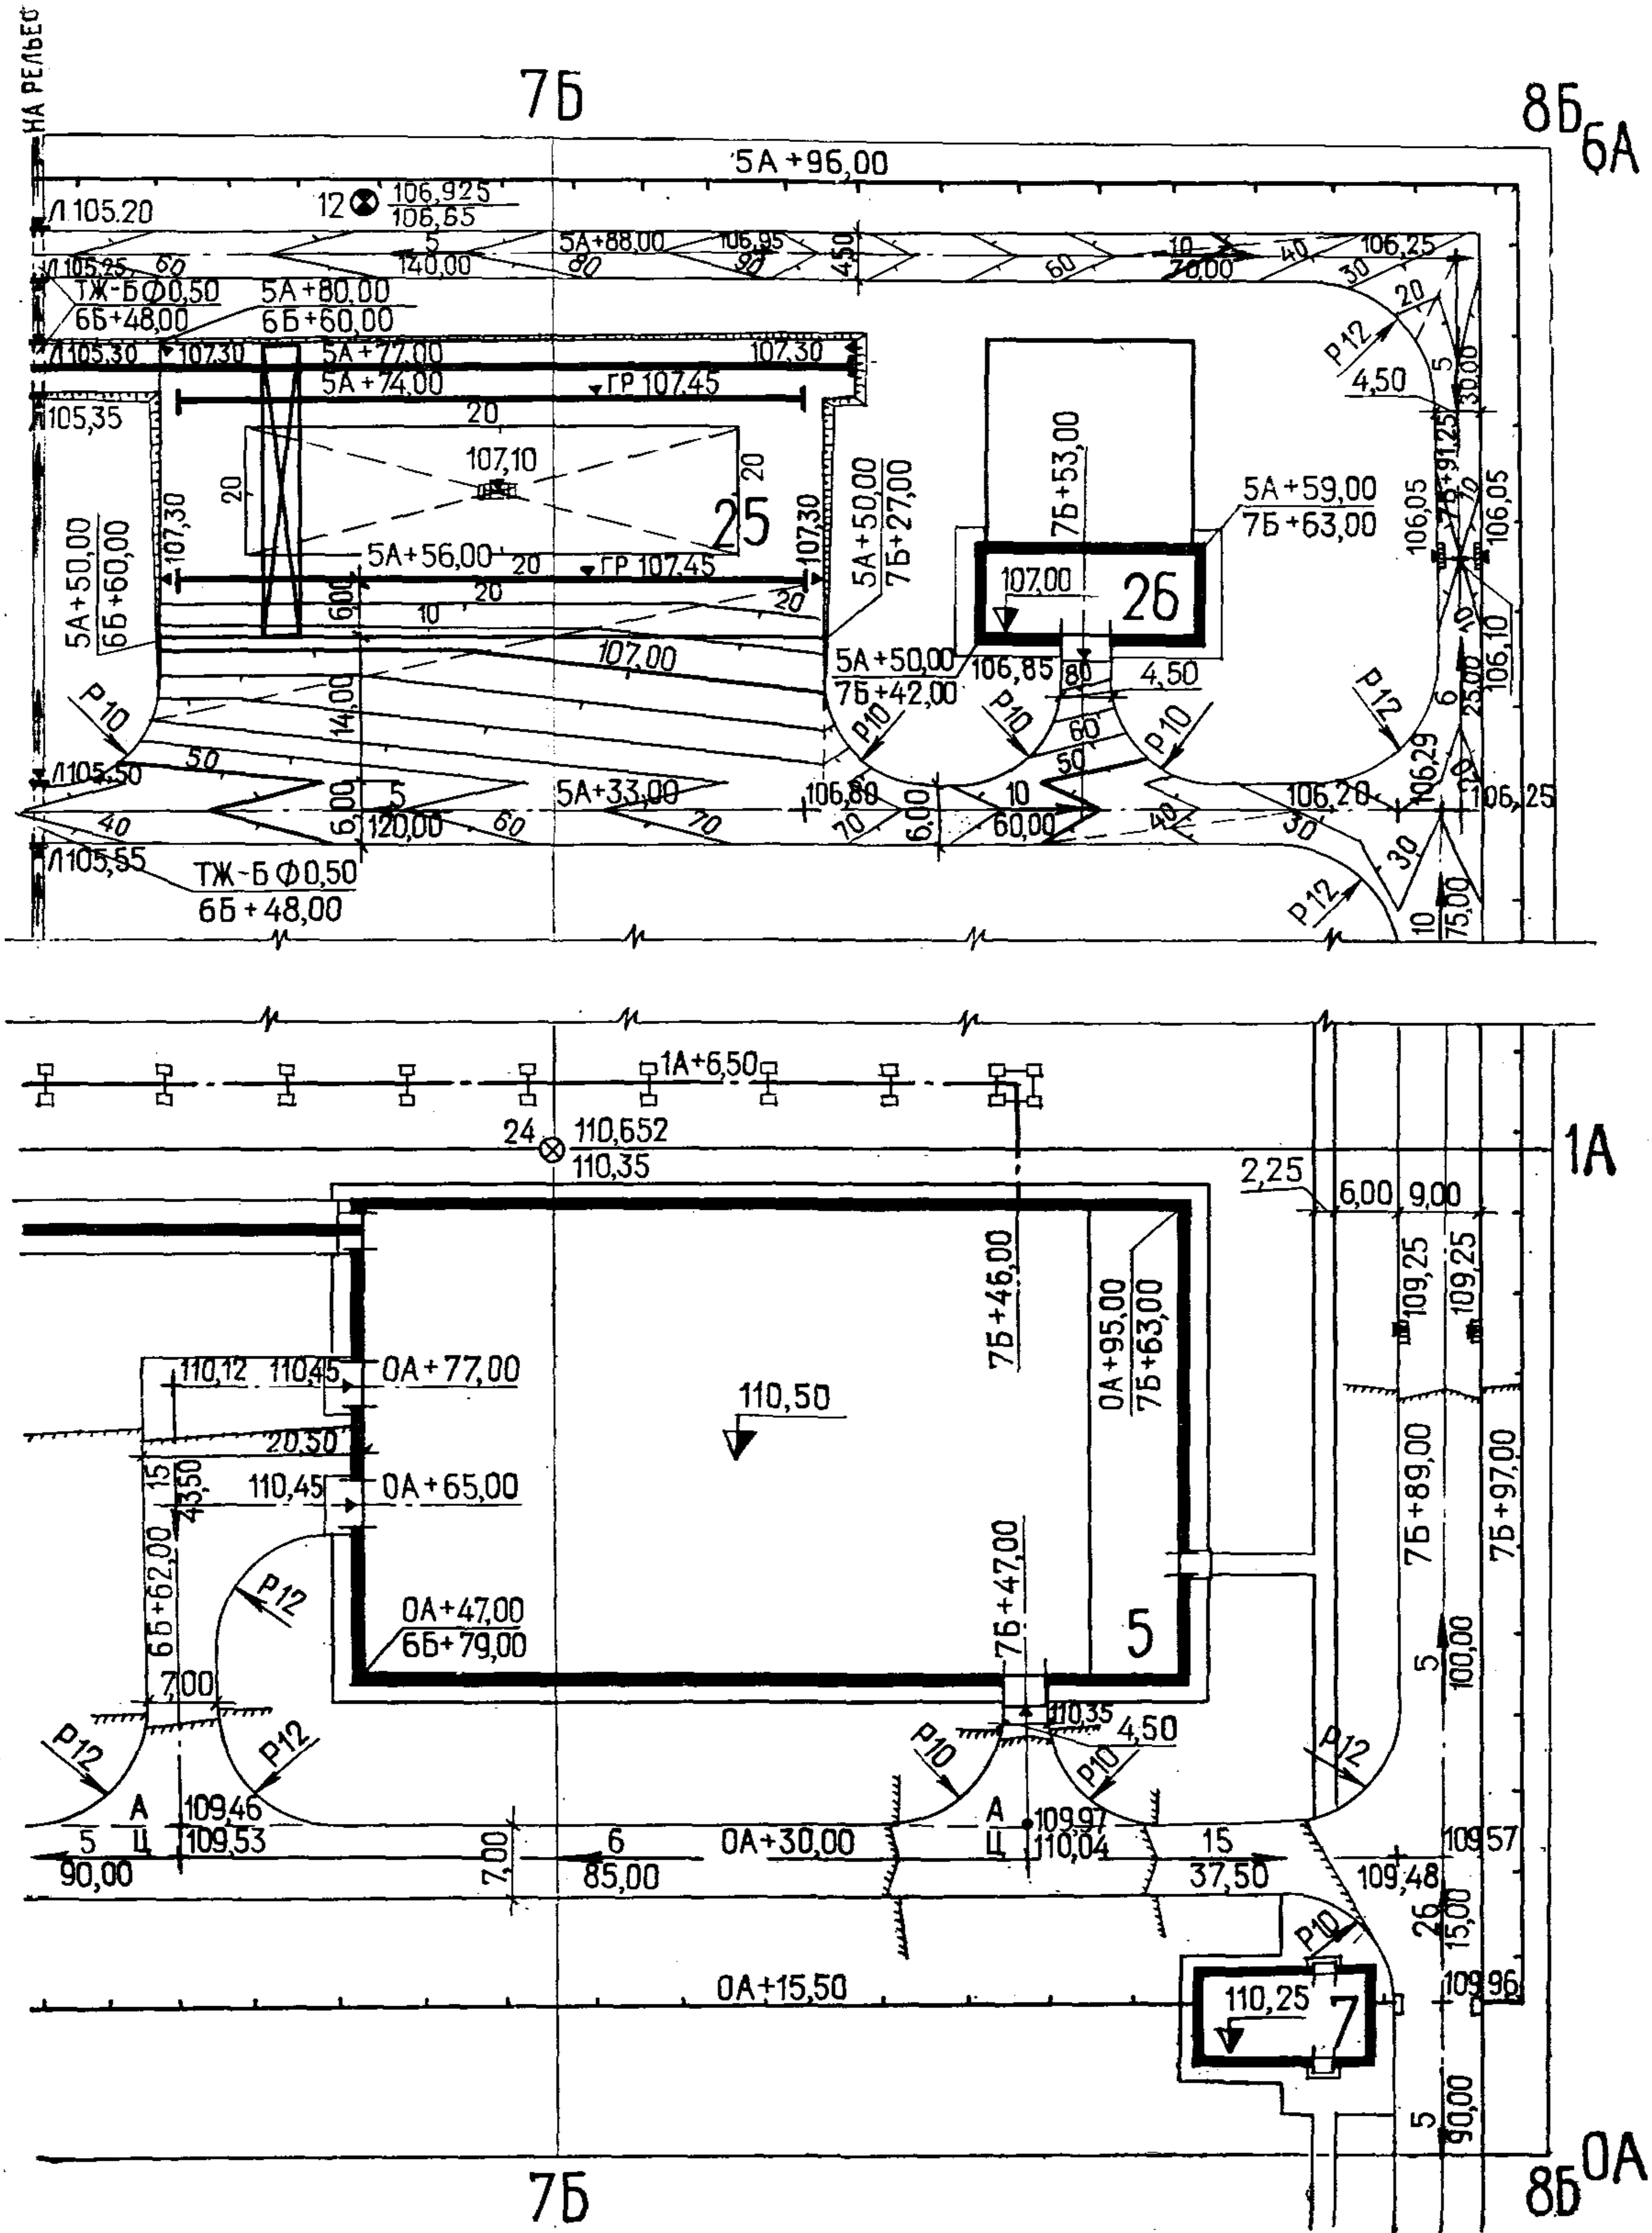 НА РЕЛЬЕФ
7Б
8Б
6А
5А+96,00
12
106,925
106,65
Л105.20
5
140,00
5А+88,00
106,95
450
10
70,00
40
106,25
60
80
90
60
30
20
Л105.25
ТЖ-БФ0,50
6Б+48,00
5А+80,00
6Б+60,00
Р12
5
30,00
4,50
Л105.30
107.30
5А+77,00
107.30
5А+74,00
ГР 107.45
105,35
20
20
107,10
20
25
107,30
107,30
5А+50,00
6Б+60,00
5А+50,00
7Б+27,00
7Б+53,00
5А+59,00
7Б+63,00
7Б+91,25
106,05
106,05
70
5А+56,00
20
ГР 107.45
600
20
20
10
107,00
26
10
106,10
107.00
5А+50,00
7Б+42,00
106,85
80
4,50
6
25,00
14,00
Р10
Р10
Р10
Р10
Р12
60
50
50
106,29
20
Л105,50
6,00
5
120,00
5А+33,00
106,80
6,00
10
60,00
106,20
106,25
40
60
70
70
40
30
30
Л105,55
ТЖ-БФ0,50
6Б+48,00
Р12
10
75,00
1А+6,50
24
110,652
110,35
1А
2,25
6,00
9,00
7Б+46,00
0А+95,00
7Б+63,00
109,25
109,25
110,12
110,45
0А+77,00
110,50
20,50
15
43,50
110,45
0А+65,00
7Б+89,00
7Б+97,00
6Б+62,00
Р12
0А+47,00
6Б+79,00
7Б+47,00
5
5
100,00
7,00
110,35
4,50
Р12
Р12
Р10
Р10
Р12
А
109,46
Ц
109,53
5
90,00
7,00
6
85,00
0А+30,00
А
109,97
Ц
110,04
15
37,50
109,57
109,48
26
15,00
Р10
0А+15,50
110,25
7
109,96
5
90,00
7Б
8Б
0А